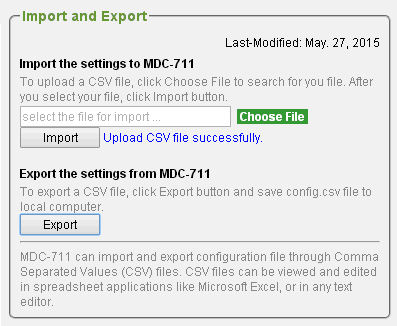 Import and Export
Last-Modified: May. 27, 2015
Import the settings to MDC-711
To upload a CSV file, click Choose File to search for you file. After
you select your file, click Import button.
select the file for import ...
Choose File
Import
Upload CSV file successfully.
Export the settings from MDC-711
To export a CSV file, click Export button and save config.csv file to
local computer.
Export
MDC-711 can import and export configuration file through Comma
Separated Values (CSV) files. CSV files can be viewed and edited
in spreadsheet applications like Microsoft Excel, or in any text
editor.